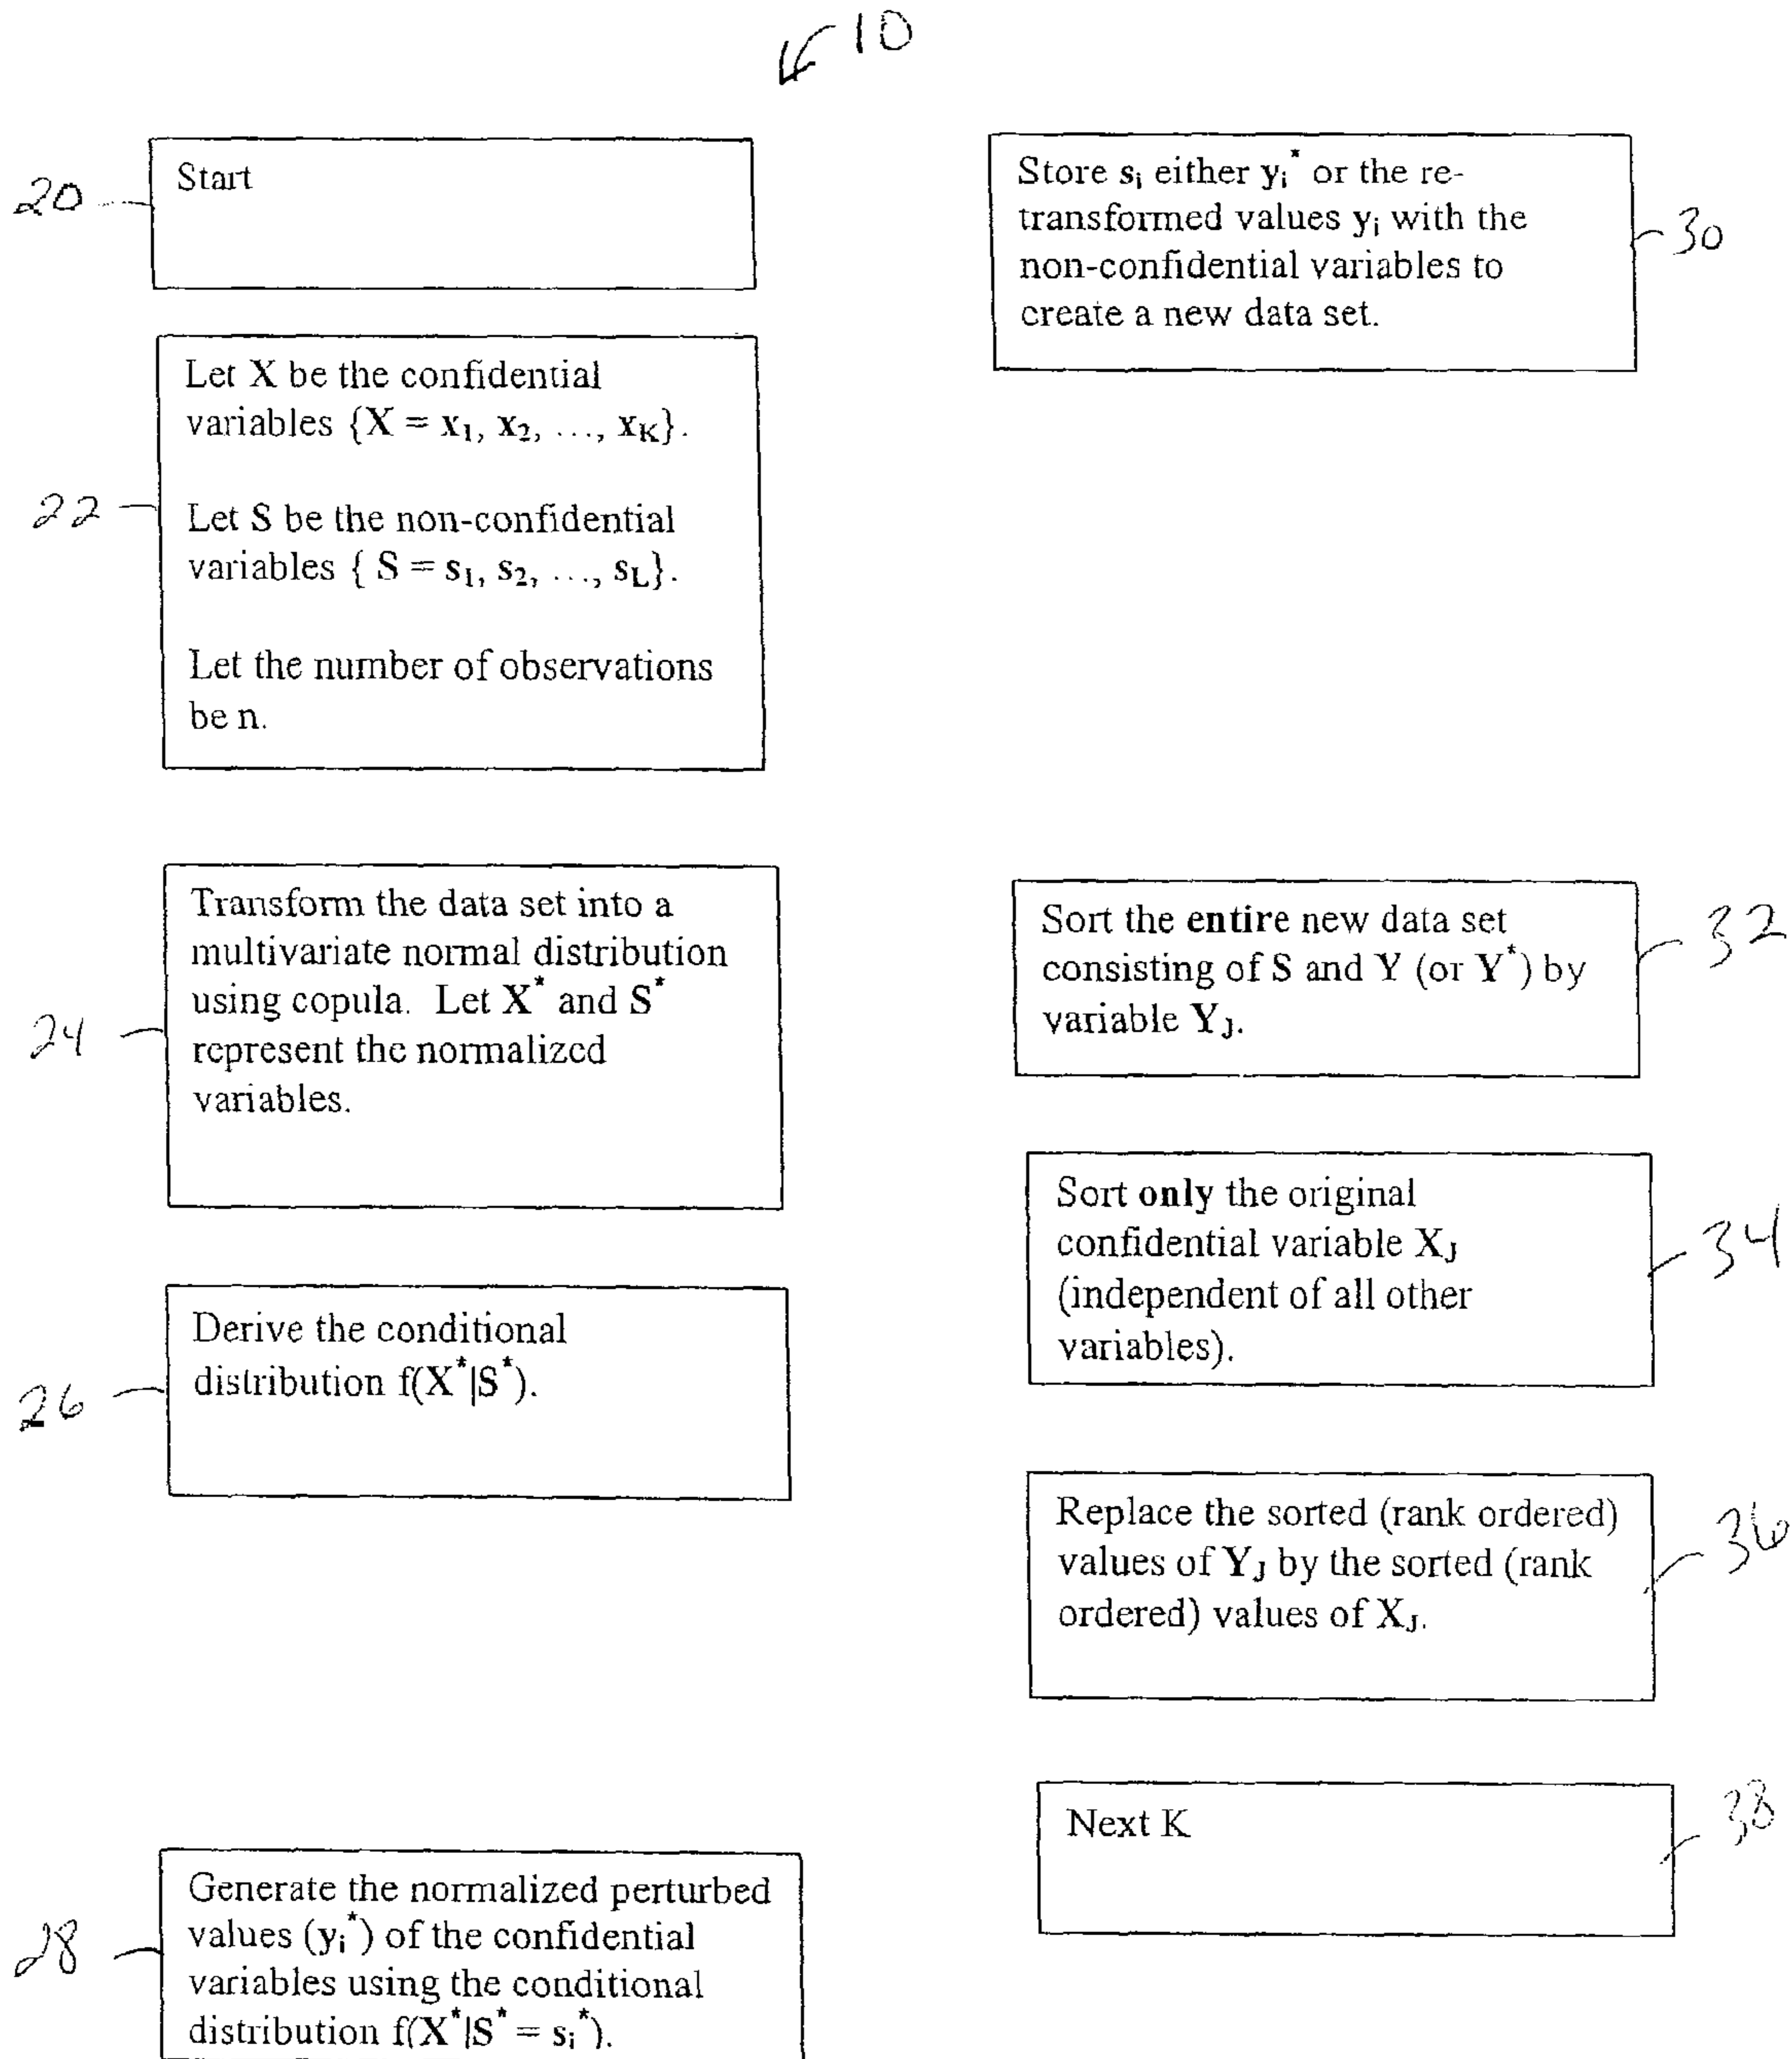 10
20
Start
22
Let X be the confidential
variables {X = x₁, x₂, …, x_K}.
Let S be the non-confidential
variables { S = s₁, s₂, …, s_L}.
Let the number of observations
be n.
24
Transform the data set into a
multivariate normal distribution
using copula. Let X* and S*
represent the normalized
variables.
26
Derive the conditional
distribution f(X*|S*).
28
Generate the normalized perturbed
values (yᵢ*) of the confidential
variables using the conditional
distribution f(X*|S* = sᵢ*).
Store sᵢ either yᵢ* or the re-
transformed values yᵢ with the
non-confidential variables to
create a new data set.
30
Sort the entire new data set
consisting of S and Y (or Y*) by
variable Y_J.
32
Sort only the original
confidential variable X_J
(independent of all other
variables).
34
Replace the sorted (rank ordered)
values of Y_J by the sorted (rank
ordered) values of X_J.
36
Next K
38